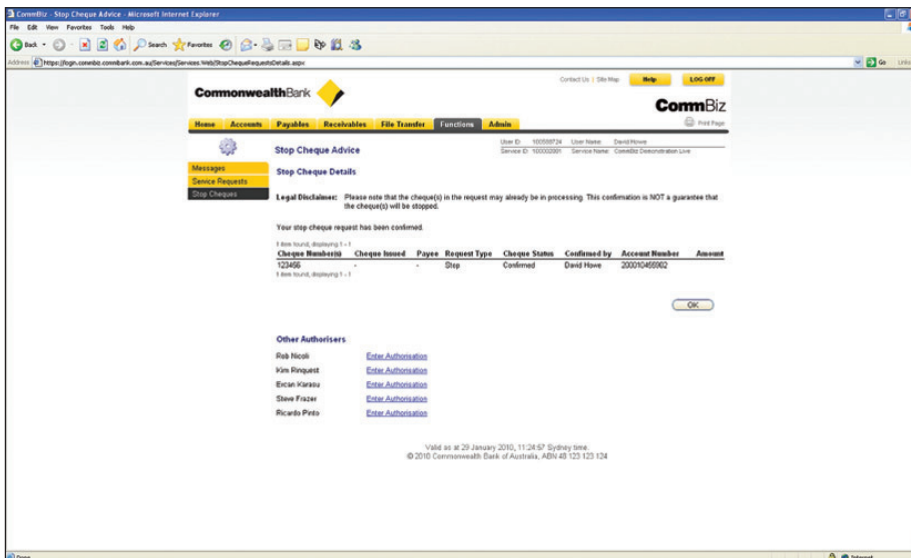 CommBiz - Stop Cheque Advice - Microsoft Internet Explorer
File Edit View Favorites Tools Help
Back Search Favorites
Address https://logn.commbiz.commbank.com.au/Services/Services.Web/StopChequeRequestsDetails.aspx Go Links
Contact Us | Site Map Help LOG OFF
CommonwealthBank
CommBiz
Home Accounts Payables Receivables File Transfer Functions Admin Print Page
User ID: User Name: David Howe
Stop Cheque Advice
Service ID: Service Name: CommBiz Demonstration Live
Messages
Stop Cheque Details
Service Requests
Stop Cheques
Legal Disclaimer: Please note that the cheque(s) in the request may already be in processing. This confirmation is NOT a guarantee that
the cheque(s) will be stopped.
Your stop cheque request has been confirmed.
1 item found, displaying 1 - 1
Cheque Number(s) Cheque Issued Payee Request Type Cheque Status Confirmed by Account Number Amount
123456 - - Stop Confirmed David Howe
1 item found, displaying 1 - 1
OK
Other Authorisers
Rob Nicoli Enter Authorisation
Kim Rinquest Enter Authorisation
Ercan Karasu Enter Authorisation
Steve Frazer Enter Authorisation
Ricardo Pinto Enter Authorisation
Valid as at 29 January 2010, 11:24:57 Sydney time.
© 2010 Commonwealth Bank of Australia, ABN 48 123 123 124
Done Internet